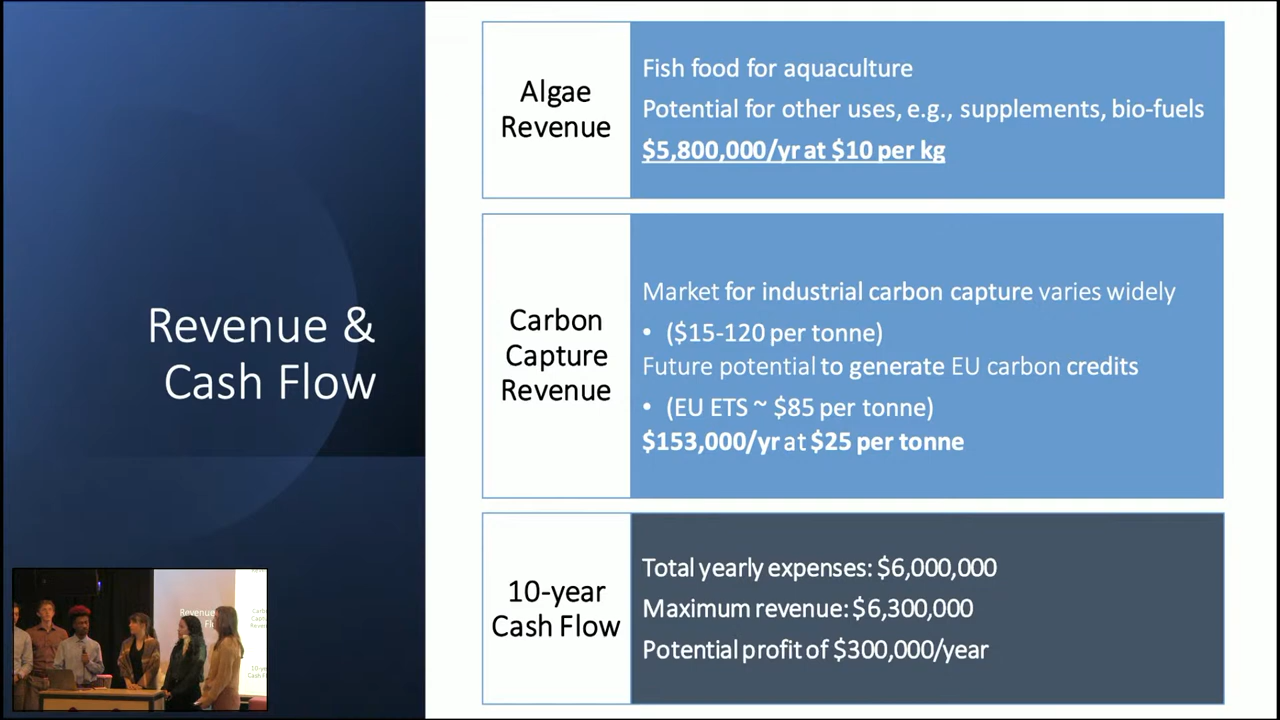 Revenue &
Cash Flow
Algae
Revenue
Fish food for aquaculture
Potential for other uses, e.g., supplements, bio-fuels
$5,800,000/yr at $10 per kg
Carbon
Capture
Revenue
Market for industrial carbon capture varies widely
• ($15-120 per tonne)
Future potential to generate EU carbon credits
• (EU ETS ~ $85 per tonne)
$153,000/yr at $25 per tonne
10-year
Cash Flow
Total yearly expenses: $6,000,000
Maximum revenue: $6,300,000
Potential profit of $300,000/year